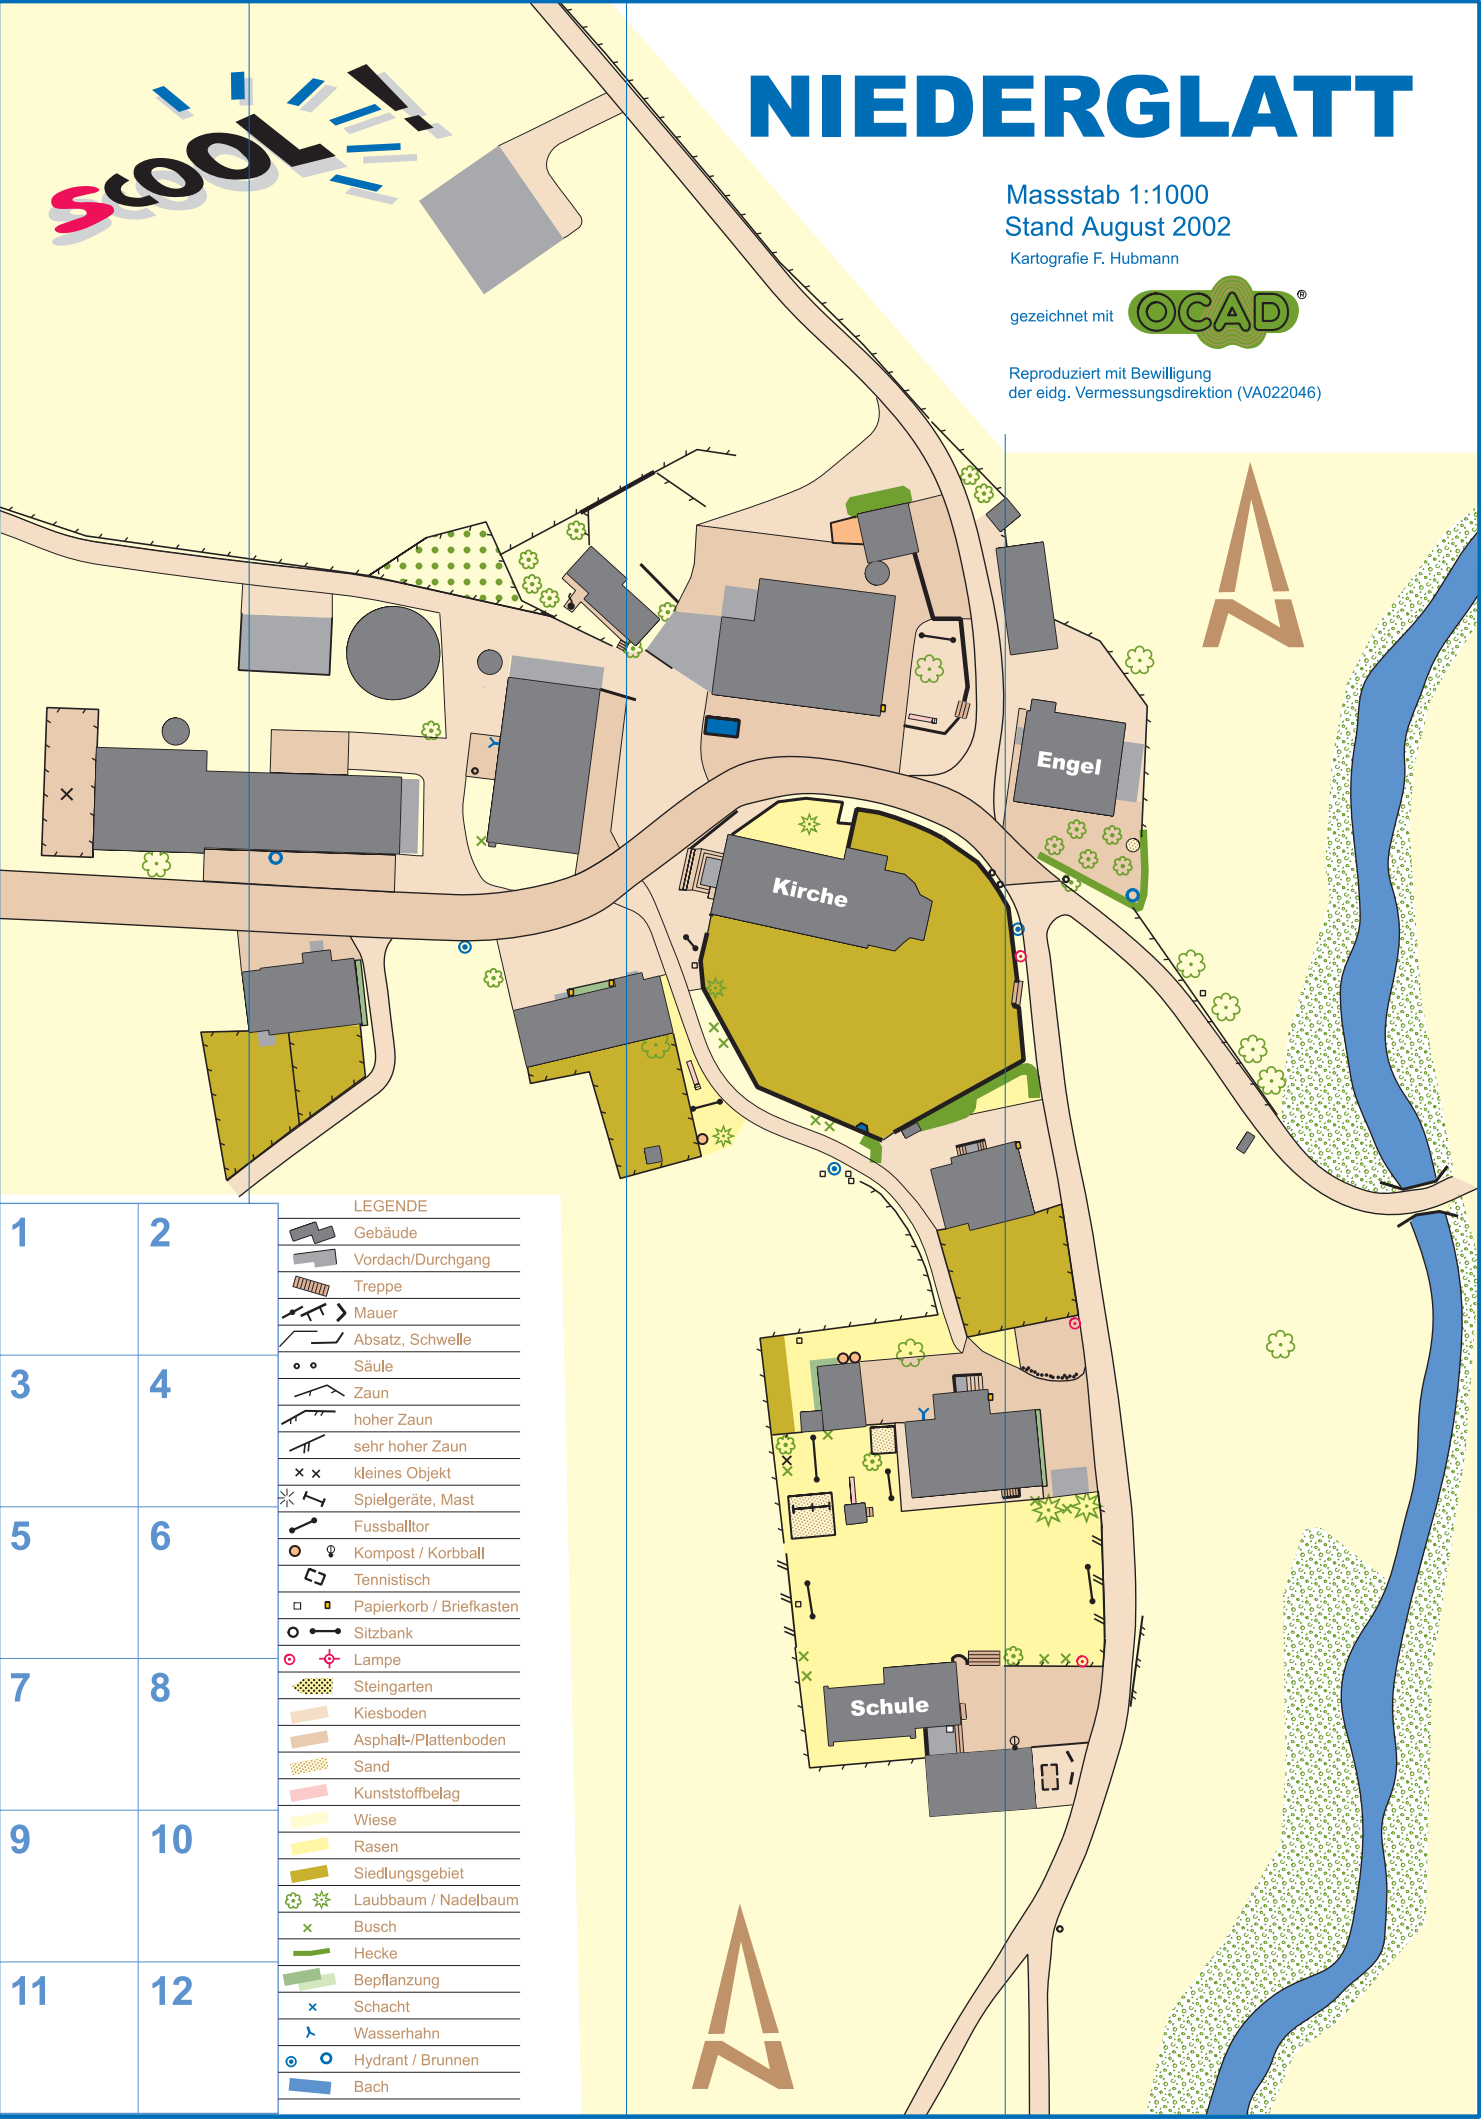 scool!
NIEDERGLATT
Massstab 1:1000
Stand August 2002
Kartografie F. Hubmann
gezeichnet mit OCAD®
Reproduziert mit Bewilligung
der eidg. Vermessungsdirektion (VA022046)
N
Engel
Kirche
Schule
N
1 2
3 4
5 6
7 8
9 10
11 12
LEGENDE
Gebäude
Vordach/Durchgang
Treppe
Mauer
Absatz, Schwelle
Säule
Zaun
hoher Zaun
sehr hoher Zaun
kleines Objekt
Spielgeräte, Mast
Fussballtor
Kompost / Korbball
Tennistisch
Papierkorb / Briefkasten
Sitzbank
Lampe
Steingarten
Kiesboden
Asphalt-/Plattenboden
Sand
Kunststoffbelag
Wiese
Rasen
Siedlungsgebiet
Laubbaum / Nadelbaum
Busch
Hecke
Bepflanzung
Schacht
Wasserhahn
Hydrant / Brunnen
Bach